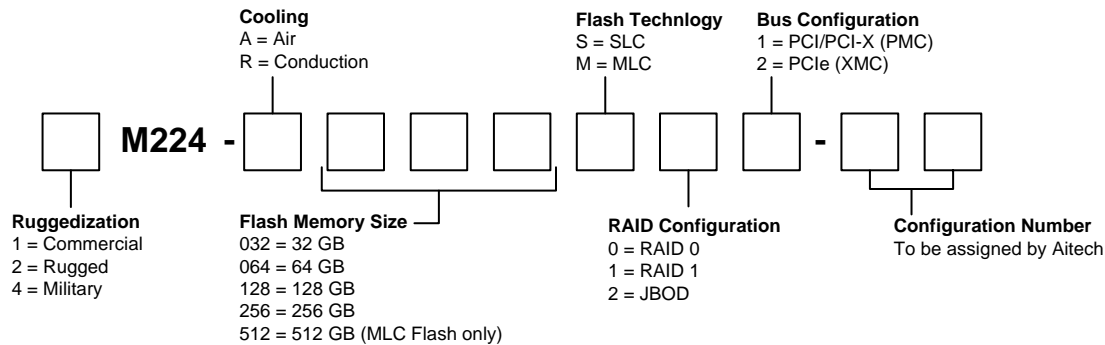 Cooling
A = Air
R = Conduction
Flash Technlogy
S = SLC
M = MLC
Bus Configuration
1 = PCI/PCI-X (PMC)
2 = PCIe (XMC)
M224 - -
Ruggedization
1 = Commercial
2 = Rugged
4 = Military
Flash Memory Size
032 = 32 GB
064 = 64 GB
128 = 128 GB
256 = 256 GB
512 = 512 GB (MLC Flash only)
RAID Configuration
0 = RAID 0
1 = RAID 1
2 = JBOD
Configuration Number
To be assigned by Aitech